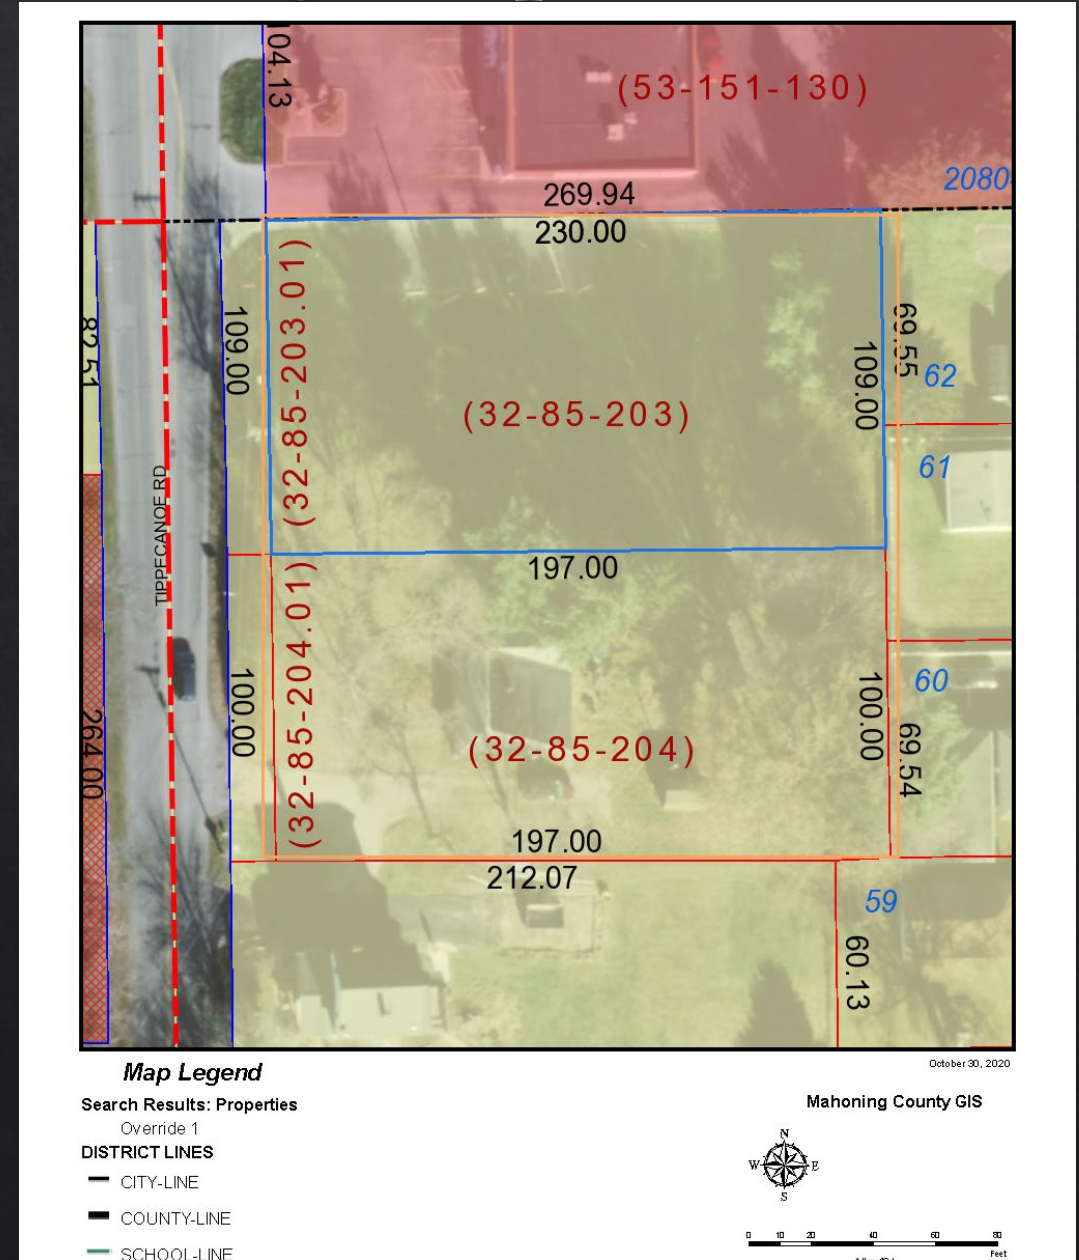 04.13
(53-151-130)
2080
269.94
230.00
(32-85-203.01)
109.00
82.51
69.55
109.00
62
(32-85-203)
61
TIPPECANOE RD
197.00
(32-85-204.01)
100.00
60
100.00
264.00
(32-85-204)
69.54
197.00
212.07
59
60.13
October 30, 2020
Map Legend
Search Results: Properties
Mahoning County GIS
Override 1
DISTRICT LINES
N
W E
S
CITY-LINE
COUNTY-LINE
0 10 20 40 60 80
Feet
SCHOOL-LINE